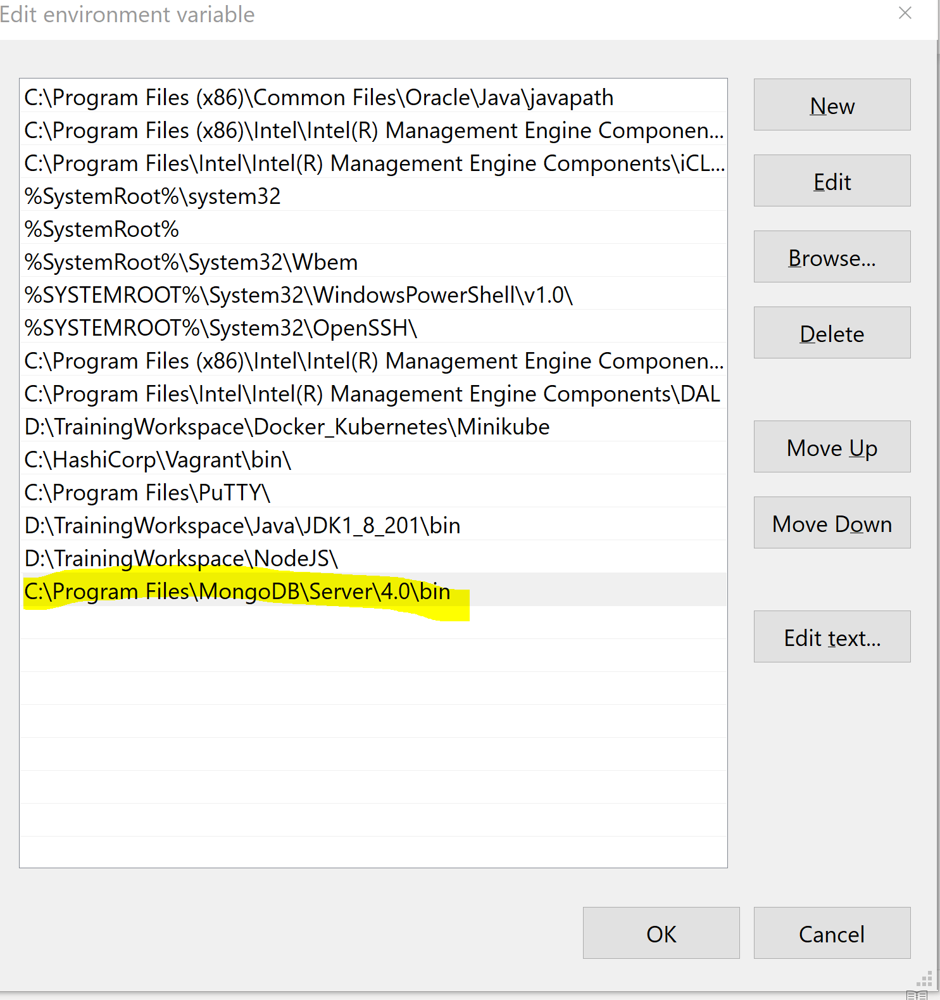 Edit environment variable
C:\Program Files (x86)\Common Files\Oracle\Java\javapath
C:\Program Files (x86)\Intel\Intel(R) Management Engine Componen...
C:\Program Files\Intel\Intel(R) Management Engine Components\iCL...
%SystemRoot%\system32
%SystemRoot%
%SystemRoot%\System32\Wbem
%SYSTEMROOT%\System32\WindowsPowerShell\v1.0\
%SYSTEMROOT%\System32\OpenSSH\
C:\Program Files (x86)\Intel\Intel(R) Management Engine Componen...
C:\Program Files\Intel\Intel(R) Management Engine Components\DAL
D:\TrainingWorkspace\Docker_Kubernetes\Minikube
C:\HashiCorp\Vagrant\bin\
C:\Program Files\PuTTY\
D:\TrainingWorkspace\Java\JDK1_8_201\bin
D:\TrainingWorkspace\NodeJS\
C:\Program Files\MongoDB\Server\4.0\bin
New
Edit
Browse...
Delete
Move Up
Move Down
Edit text...
OK
Cancel